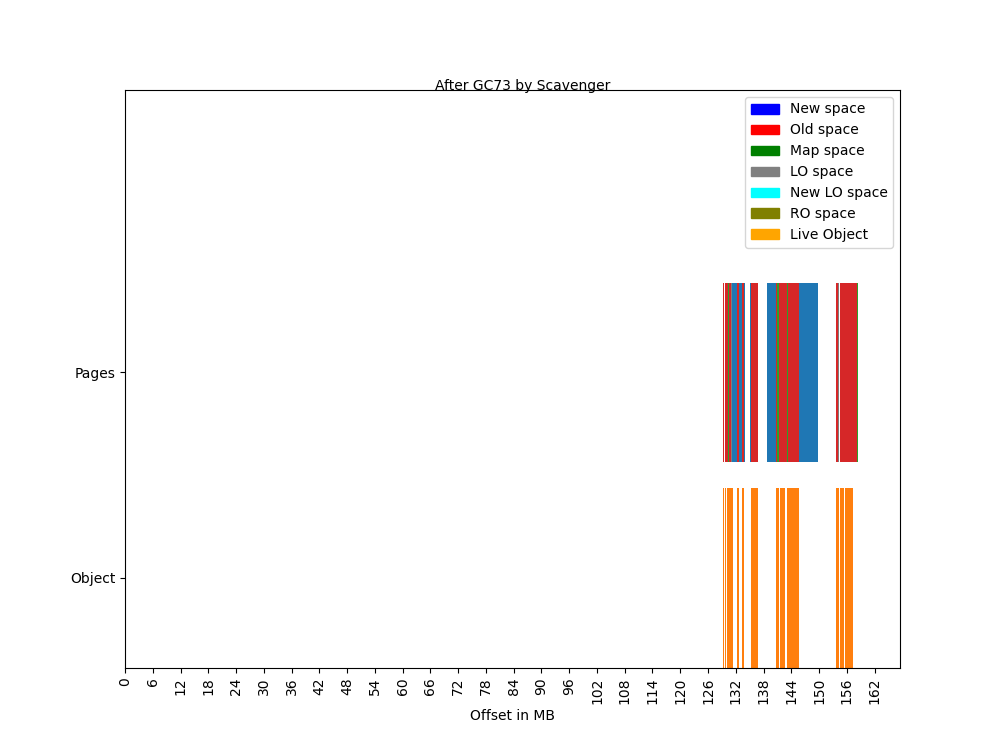 After GC73 by Scavenger
New space
Old space
Map space
LO space
New LO space
RO space
Live Object
Pages
Object
0 6 12 18 24 30 36 42 48 54 60 66 72 78 84 90 96 102 108 114 120 126 132 138 144 150 156 162
Offset in MB